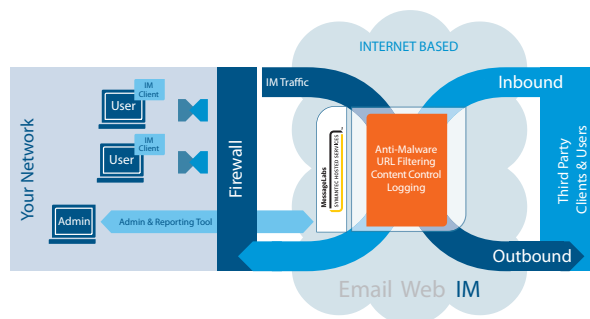 INTERNET BASED
Your Network
IM
Client
User
IM
Client
User
Admin
Admin & Reporting Tool
Firewall
IM Traffic
MessageLabs
SYMANTEC HOSTED SERVICES
Anti-Malware
URL Filtering
Content Control
Logging
Inbound
Outbound
Third Party
Clients & Users
Email Web IM